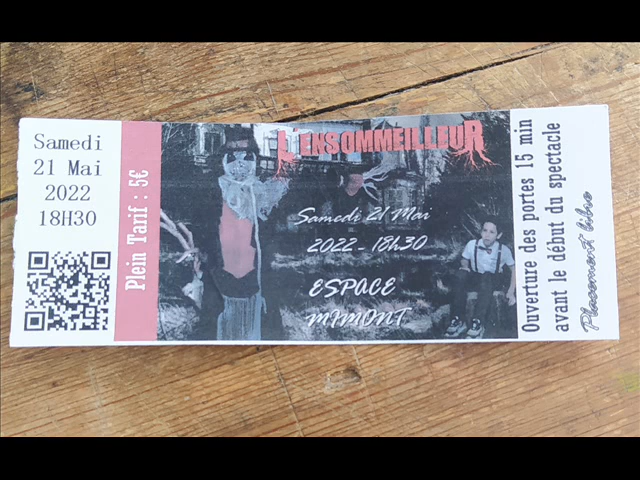 Samedi
21 Mai
2022
18H30
Plein Tarif : 5€
L'ENSOMMEILLEUR
Samedi 21 Mai
2022 - 18h30
ESPACE
MIMONT
Ouverture des portes 15 min
avant le début du spectacle
Placement libre